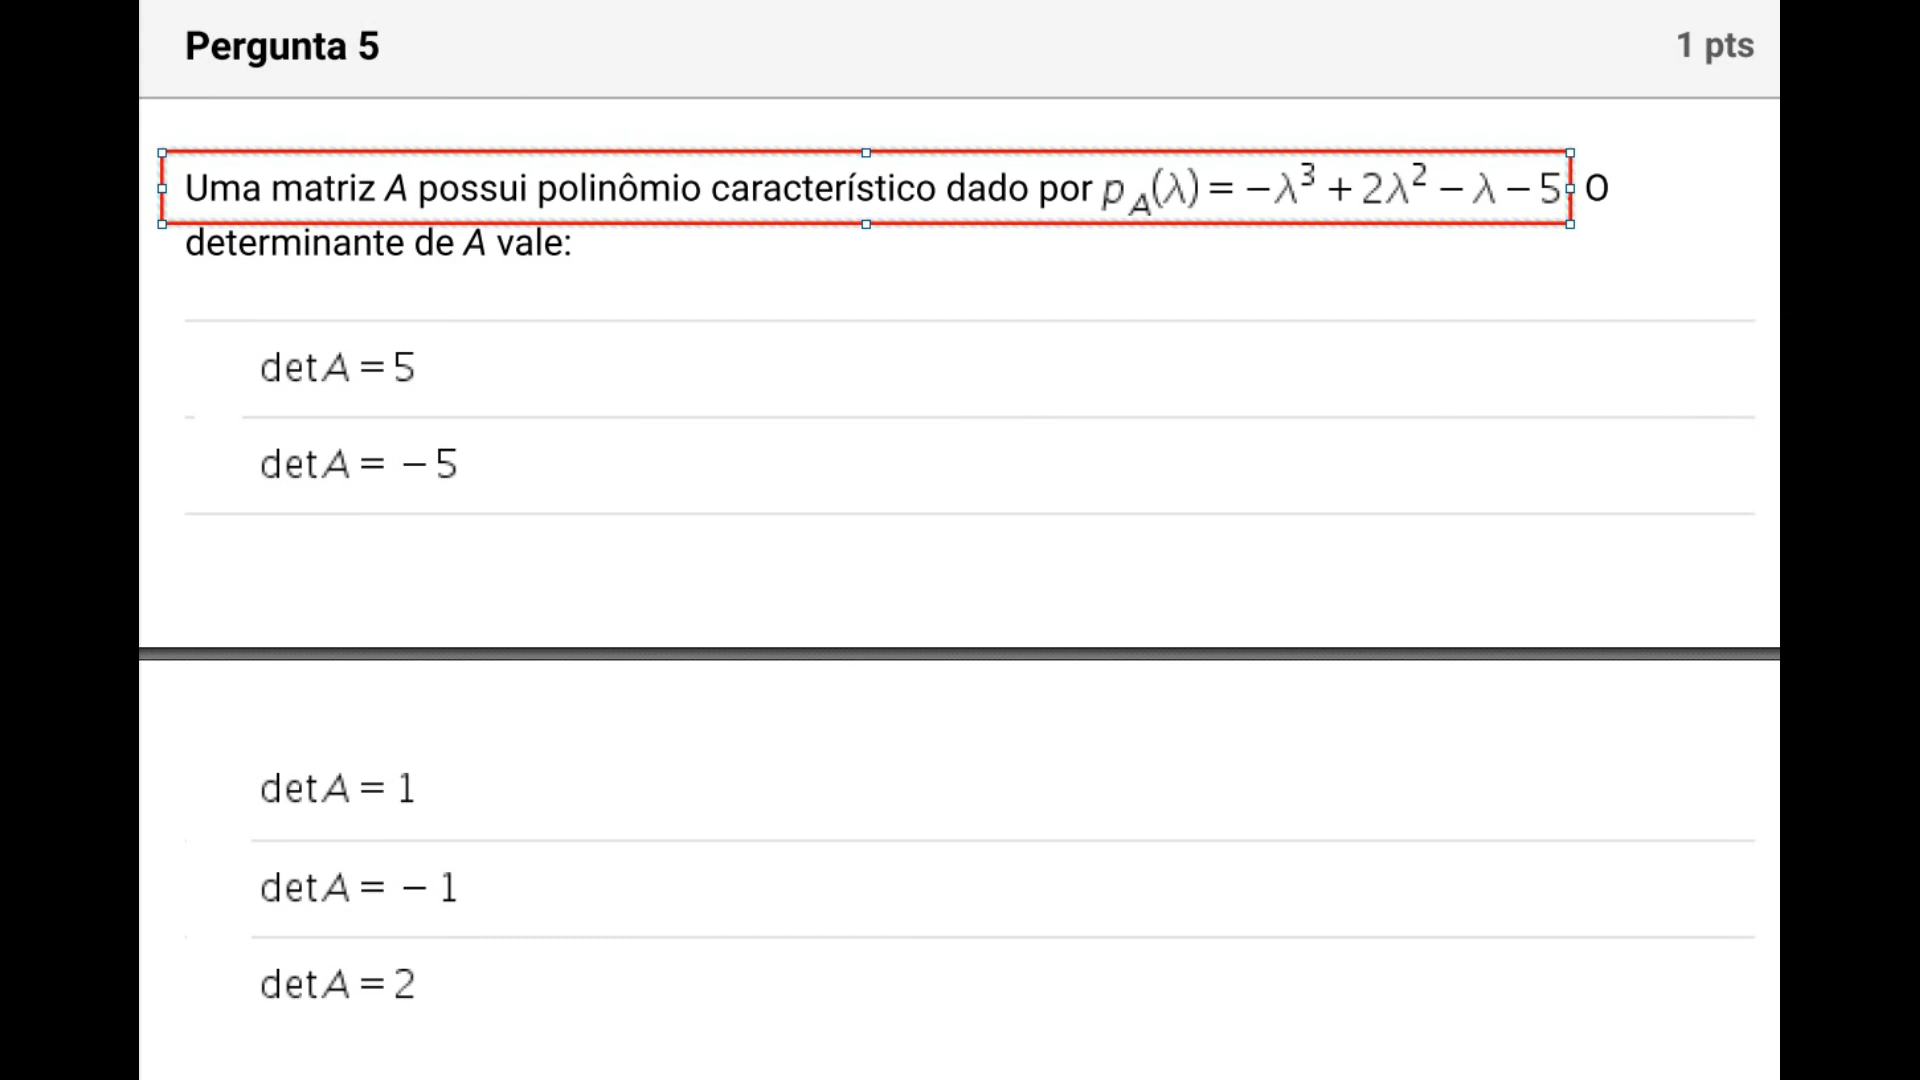 Pergunta 5
1 pts
Uma matriz A possui polinômio característico dado por p_A(λ) = −λ³ + 2λ² − λ − 5. O
determinante de A vale:
det A = 5
det A = − 5
det A = 1
det A = − 1
det A = 2